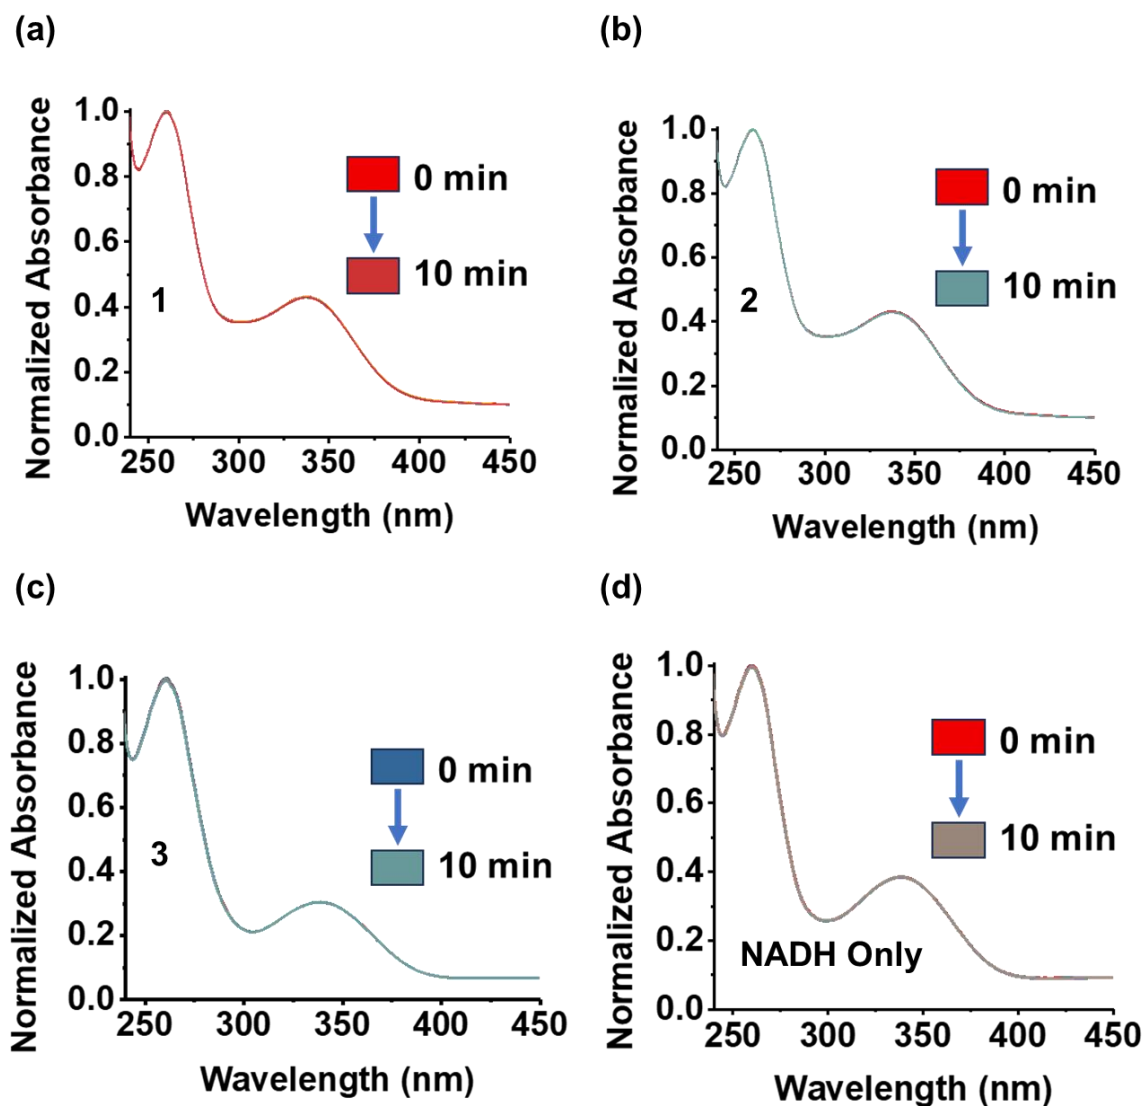 (a)
Normalized Absorbance
1.0
0.8
0.6
0.4
0.2
0.0
1
0 min
10 min
250 300 350 400 450
Wavelength (nm)
(b)
Normalized Absorbance
1.0
0.8
0.6
0.4
0.2
0.0
2
0 min
10 min
250 300 350 400 450
Wavelength (nm)
(c)
Normalized Absorbance
1.0
0.8
0.6
0.4
0.2
0.0
3
0 min
10 min
250 300 350 400 450
Wavelength (nm)
(d)
Normalized Absorbance
1.0
0.8
0.6
0.4
0.2
0.0
0 min
10 min
NADH Only
250 300 350 400 450
Wavelength (nm)